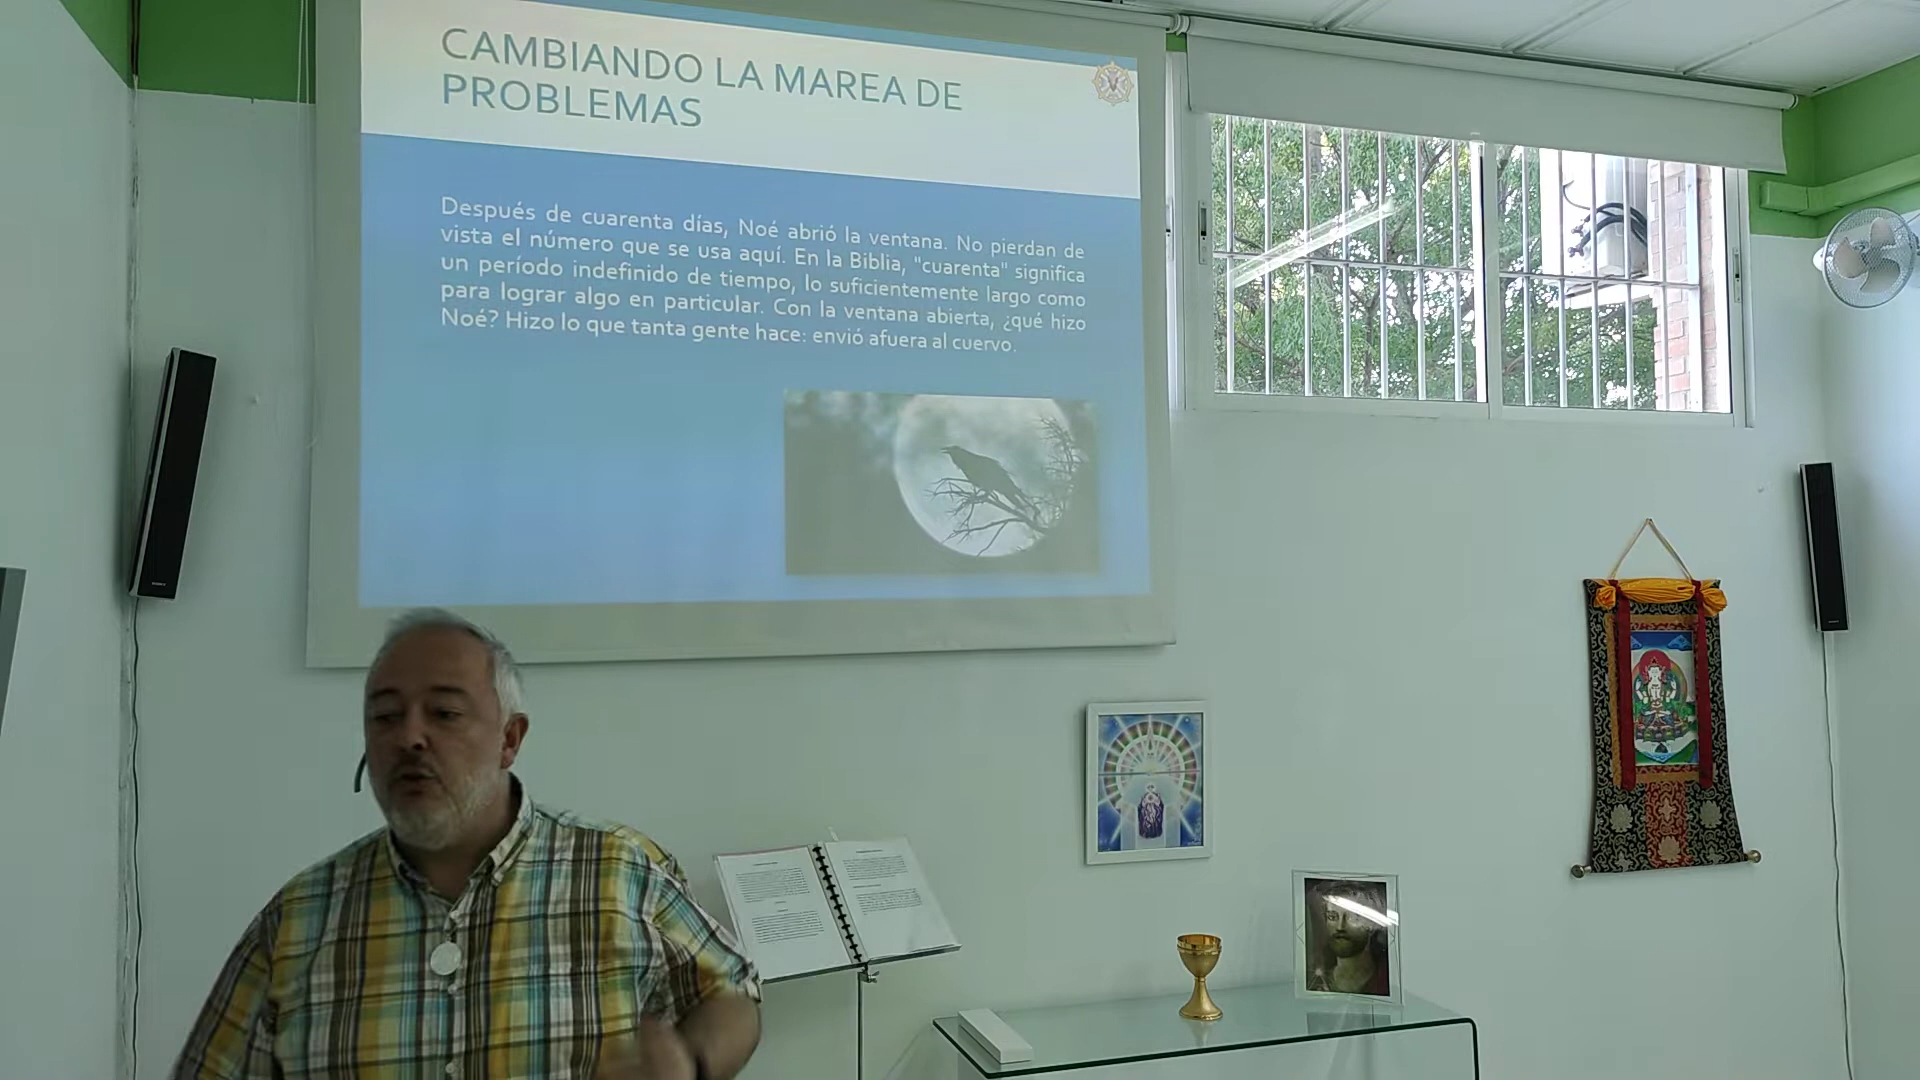 CAMBIANDO LA MAREA DE
PROBLEMAS
Después de cuarenta días, Noé abrió la ventana. No pierdan de
vista el número que se usa aquí. En la Biblia, "cuarenta" significa
un período indefinido de tiempo, lo suficientemente largo como
para lograr algo en particular. Con la ventana abierta, ¿qué hizo
Noé? Hizo lo que tanta gente hace: envió afuera al cuervo.